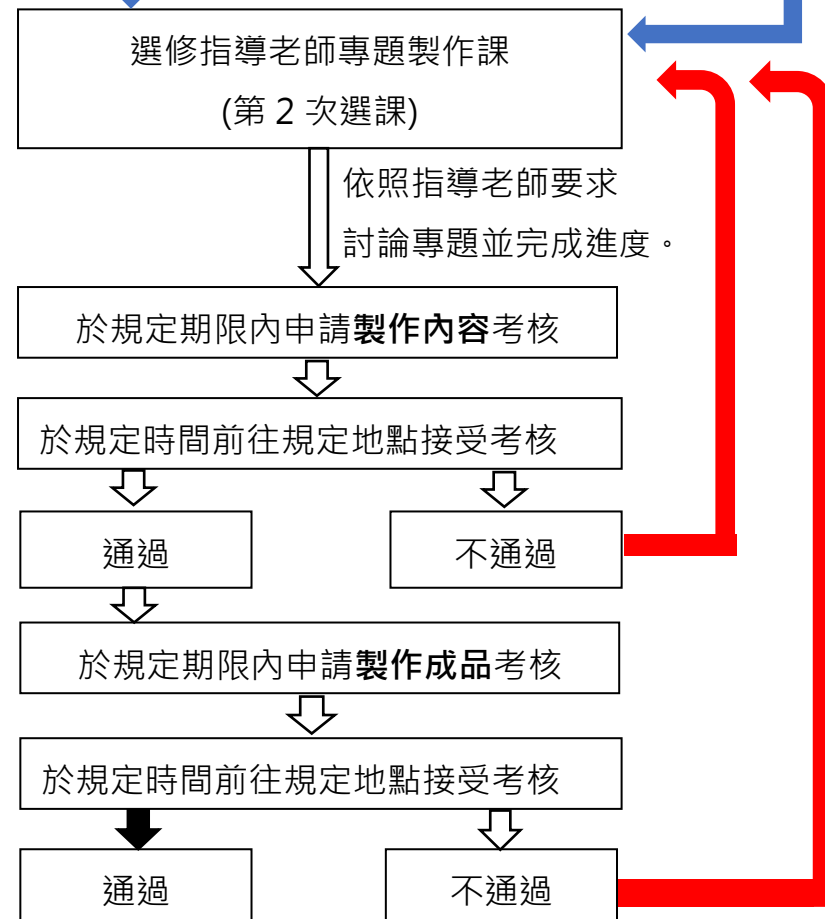 選修指導老師專題製作課
(第 2 次選課)
依照指導老師要求
討論專題並完成進度。
於規定期限內申請製作內容考核
於規定時間前往規定地點接受考核
通過
不通過
於規定期限內申請製作成品考核
於規定時間前往規定地點接受考核
通過
不通過